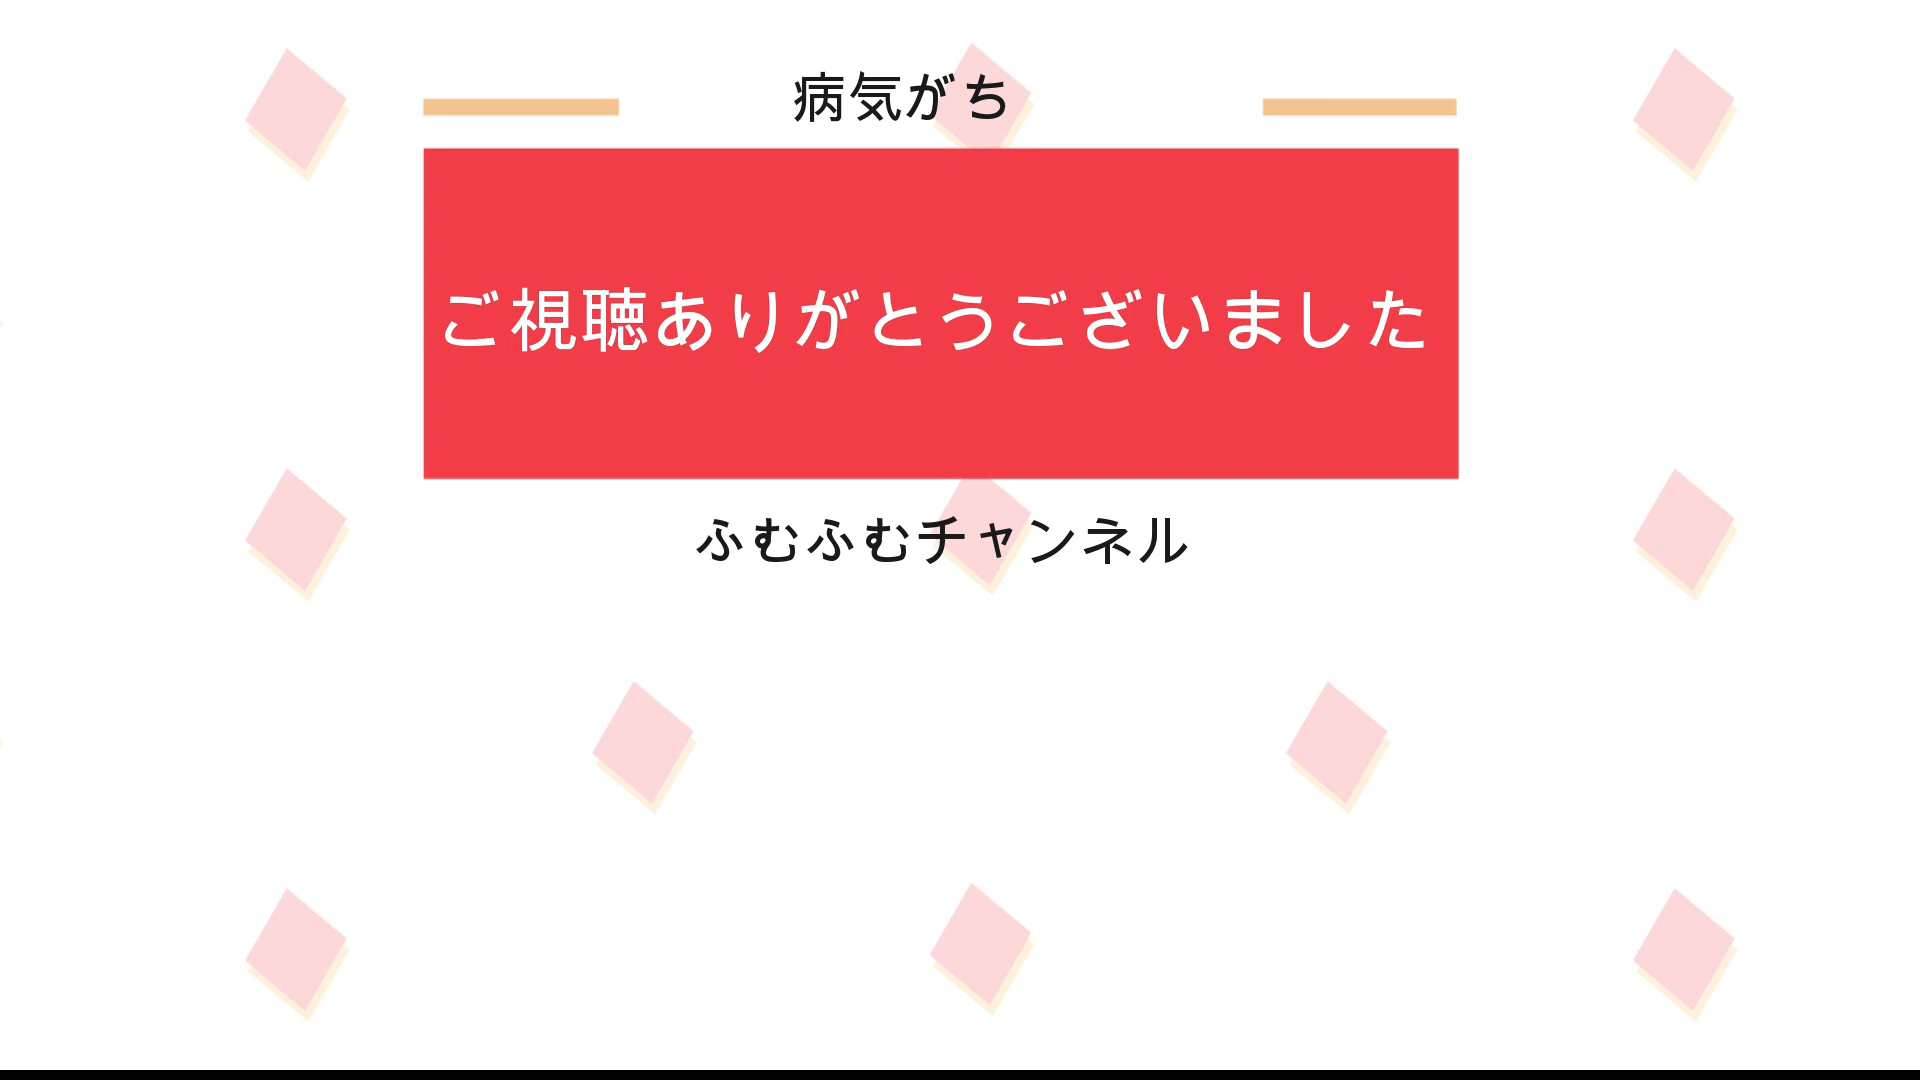 病気がち
ご視聴ありがとうございました
ふむふむチャンネル